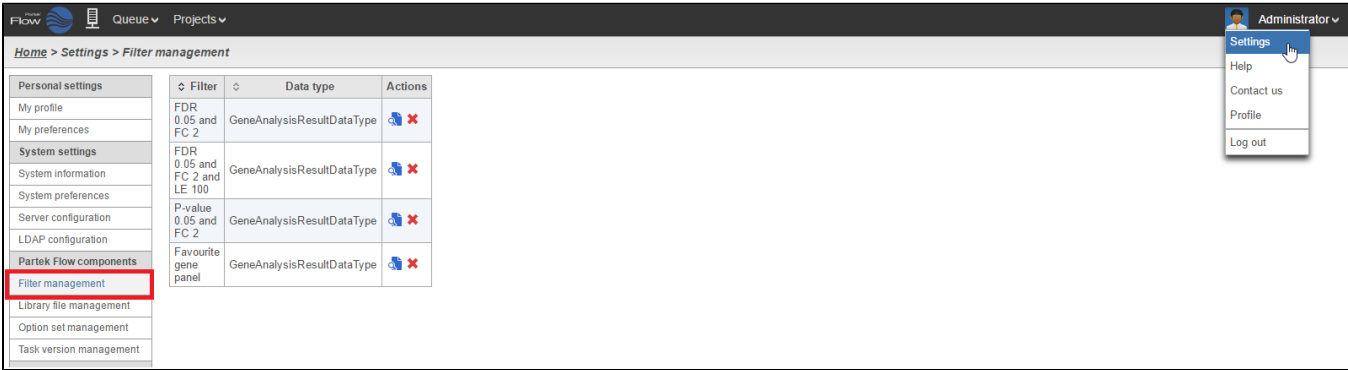 Partek
Flow Queue Projects Administrator
Settings
Help
Contact us
Profile
Log out
Home > Settings > Filter management
Personal settings
My profile
My preferences
System settings
System information
System preferences
Server configuration
LDAP configuration
Partek Flow components
Filter management
Library file management
Option set management
Task version management
Filter Data type Actions
FDR
0.05 and GeneAnalysisResultDataType
FC 2
FDR
0.05 and
FC 2 and GeneAnalysisResultDataType
LE 100
P-value
0.05 and GeneAnalysisResultDataType
FC 2
Favourite
gene GeneAnalysisResultDataType
panel